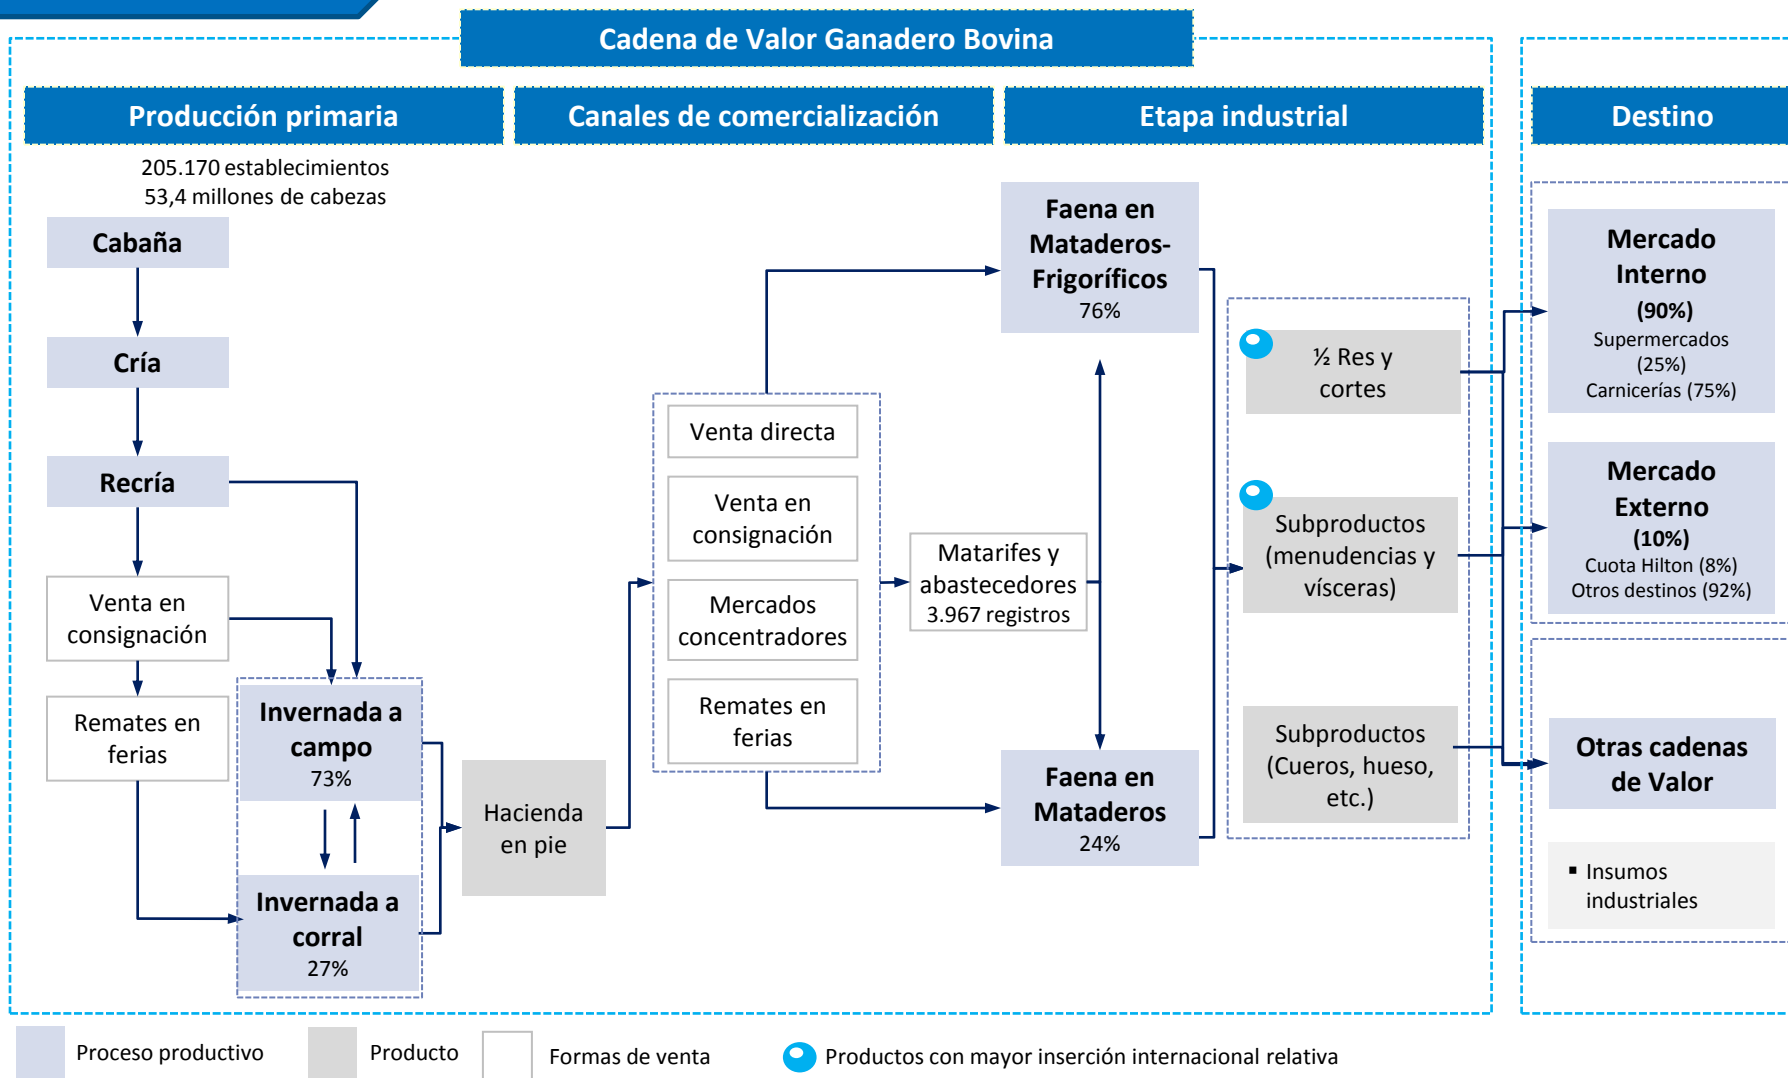 Cadena de Valor Ganadero Bovina
Producción primaria
Canales de comercialización
Etapa industrial
Destino
205.170 establecimientos
53,4 millones de cabezas
Cabaña
Cría
Recría
Venta en
consignación
Remates en
ferias
Invernada a
campo
73%
Invernada a
corral
27%
Hacienda
en pie
Venta directa
Venta en
consignación
Mercados
concentradores
Remates en
ferias
Matarifes y
abastecedores
3.967 registros
Faena en
Mataderos-
Frigoríficos
76%
Faena en
Mataderos
24%
½ Res y
cortes
Subproductos
(menudencias y
vísceras)
Subproductos
(Cueros, hueso,
etc.)
Mercado
Interno
(90%)
Supermercados
(25%)
Carnicerías (75%)
Mercado
Externo
(10%)
Cuota Hilton (8%)
Otros destinos (92%)
Otras cadenas
de Valor
▪ Insumos
industriales
Proceso productivo
Producto
Formas de venta
Productos con mayor inserción internacional relativa